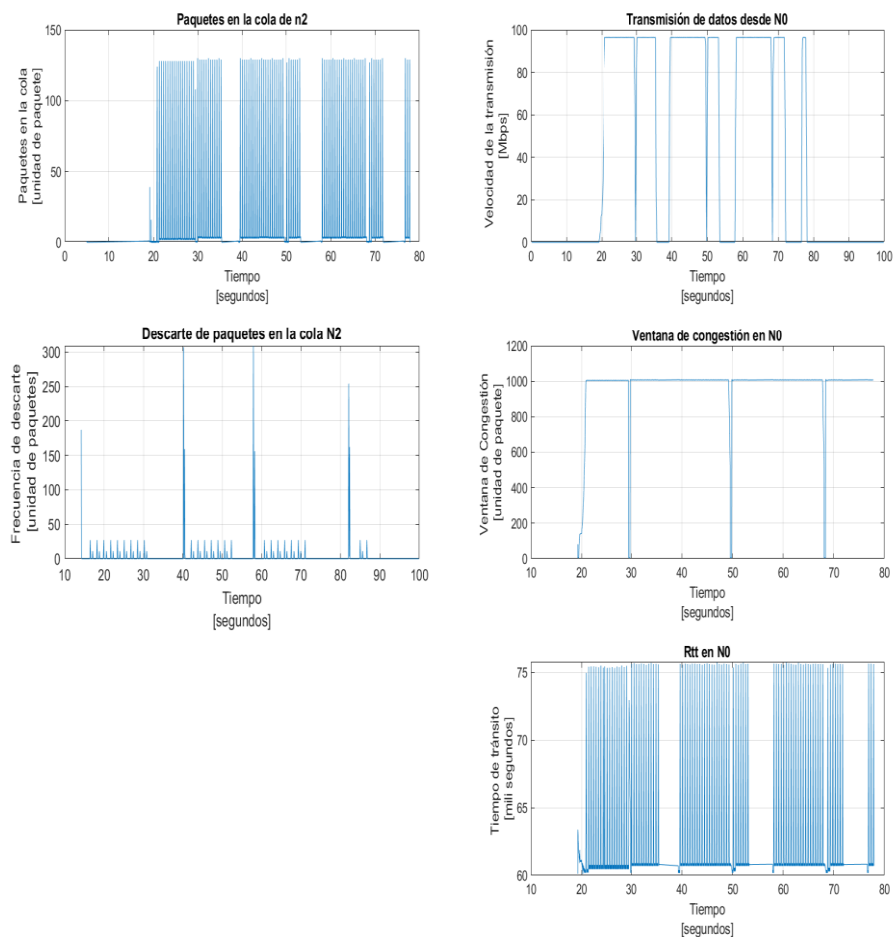 Paquetes en la cola de n2
Paquetes en la cola
[unidad de paquete]
150
100
50
0
0 10 20 30 40 50 60 70 80
Tiempo
[segundos]
Transmisión de datos desde N0
Velocidad de la transmisión
[Mbps]
100
80
60
40
20
0
0 10 20 30 40 50 60 70 80 90 100
Tiempo
[segundos]
Descarte de paquetes en la cola N2
Frecuencia de descarte
[unidad de paquetes]
300
250
200
150
100
50
0
10 20 30 40 50 60 70 80 90 100
Tiempo
[segundos]
Ventana de congestión en N0
Ventana de Congestión
[unidad de paquete]
1200
1000
800
600
400
200
0
10 20 30 40 50 60 70 80
Tiempo
[segundos]
Rtt en N0
Tiempo de tránsito
[mili segundos]
75
70
65
60
10 20 30 40 50 60 70 80
Tiempo
[segundos]